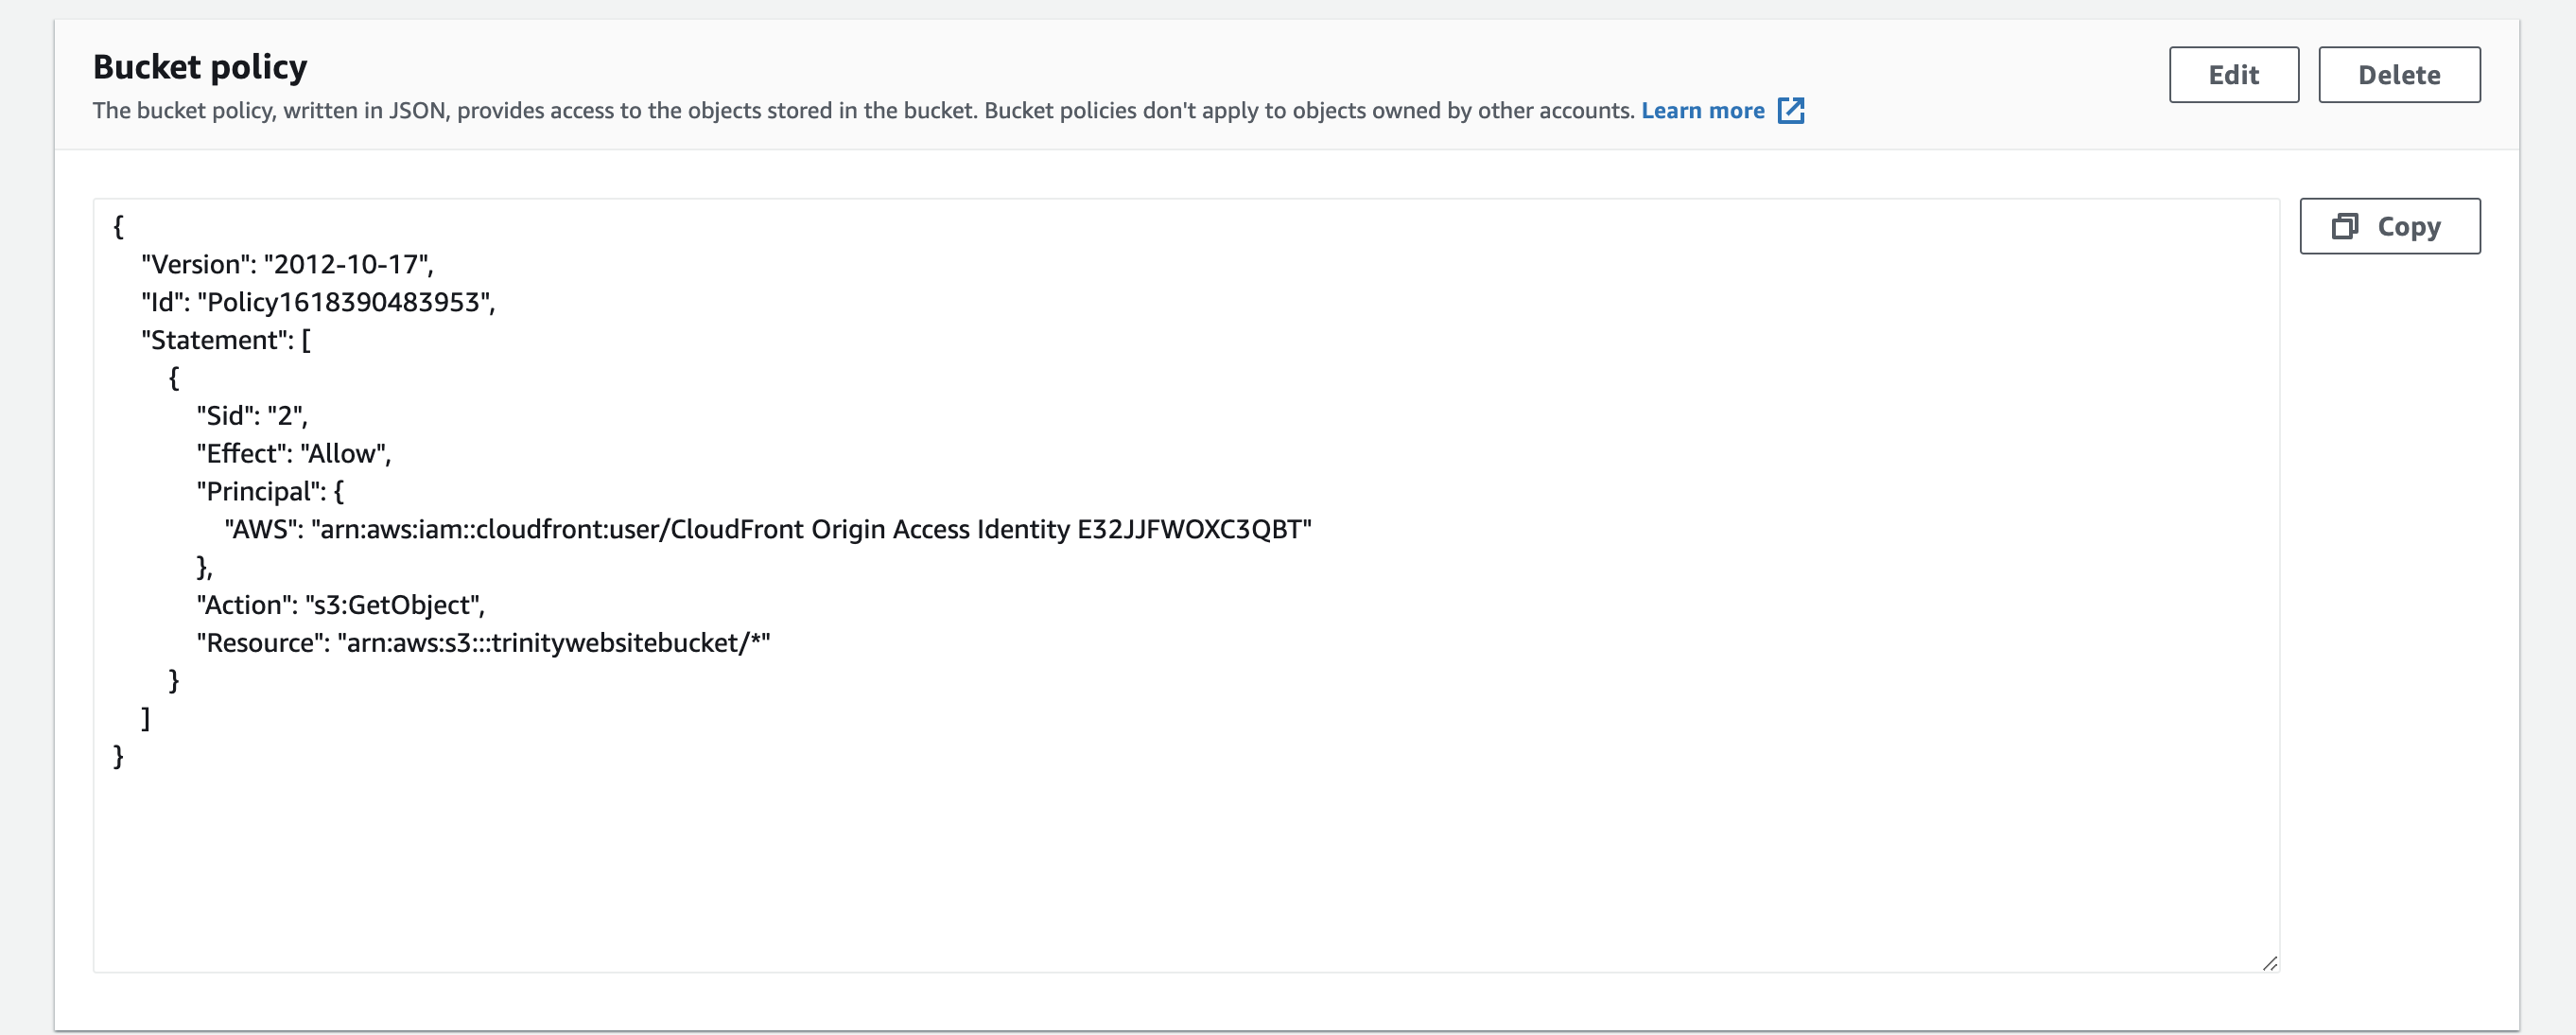 Bucket policy
Edit
Delete
The bucket policy, written in JSON, provides access to the objects stored in the bucket. Bucket policies don't apply to objects owned by other accounts. Learn more
Copy
{
"Version": "2012-10-17",
"Id": "Policy1618390483953",
"Statement": [
{
"Sid": "2",
"Effect": "Allow",
"Principal": {
"AWS": "arn:aws:iam::cloudfront:user/CloudFront Origin Access Identity E32JJFWOXC3QBT"
},
"Action": "s3:GetObject",
"Resource": "arn:aws:s3:::trinitywebsitebucket/*"
}
]
}